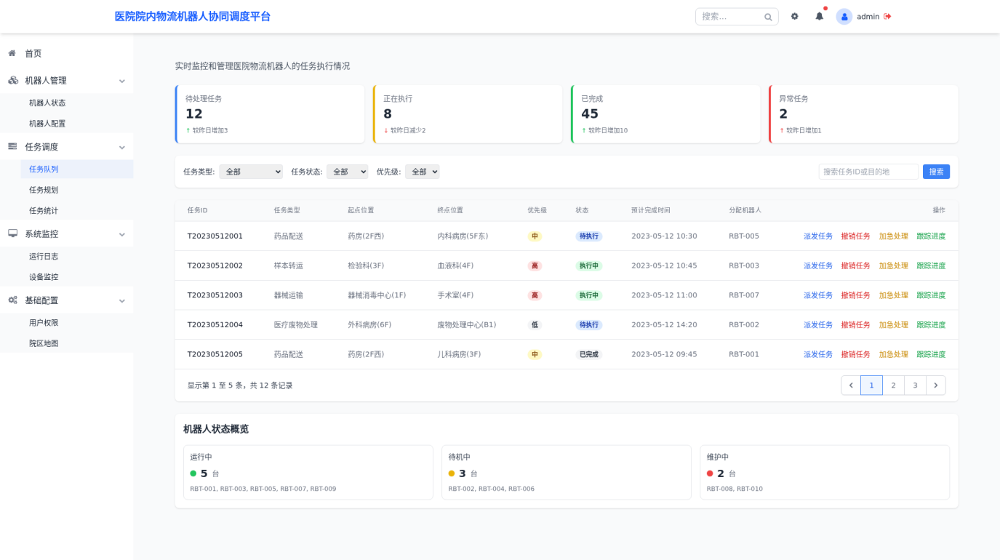 医院院内物流机器人协同调度平台
搜索...
admin
首页
机器人管理
机器人状态
机器人配置
任务调度
任务队列
任务规划
任务统计
系统监控
运行日志
设备监控
基础配置
用户权限
院区地图
实时监控和管理医院物流机器人的任务执行情况
待处理任务
12
↑ 较昨日增加3
正在执行
8
↓ 较昨日减少2
已完成
45
↑ 较昨日增加10
异常任务
2
↑ 较昨日增加1
任务类型: 全部 任务状态: 全部 优先级: 全部 搜索任务ID或目的地 搜索
任务ID 任务类型 起点位置 终点位置 优先级 状态 预计完成时间 分配机器人 操作
T20230512001 药品配送 药房(2F西) 内科病房(5F东) 中 待执行 2023-05-12 10:30 RBT-005 派发任务 撤销任务 加急处理 跟踪进度
T20230512002 样本转运 检验科(3F) 血液科(4F) 高 执行中 2023-05-12 10:45 RBT-003 派发任务 撤销任务 加急处理 跟踪进度
T20230512003 器械运输 器械消毒中心(1F) 手术室(4F) 高 执行中 2023-05-12 11:00 RBT-007 派发任务 撤销任务 加急处理 跟踪进度
T20230512004 医疗废物处理 外科病房(6F) 废物处理中心(B1) 低 待执行 2023-05-12 14:20 RBT-002 派发任务 撤销任务 加急处理 跟踪进度
T20230512005 药品配送 药房(2F西) 儿科病房(3F) 中 已完成 2023-05-12 09:45 RBT-001 派发任务 撤销任务 加急处理 跟踪进度
显示第 1 至 5 条，共 12 条记录 1 2 3
机器人状态概览
运行中
5 台
RBT-001, RBT-003, RBT-005, RBT-007, RBT-009
待机中
3 台
RBT-002, RBT-004, RBT-006
维护中
2 台
RBT-008, RBT-010